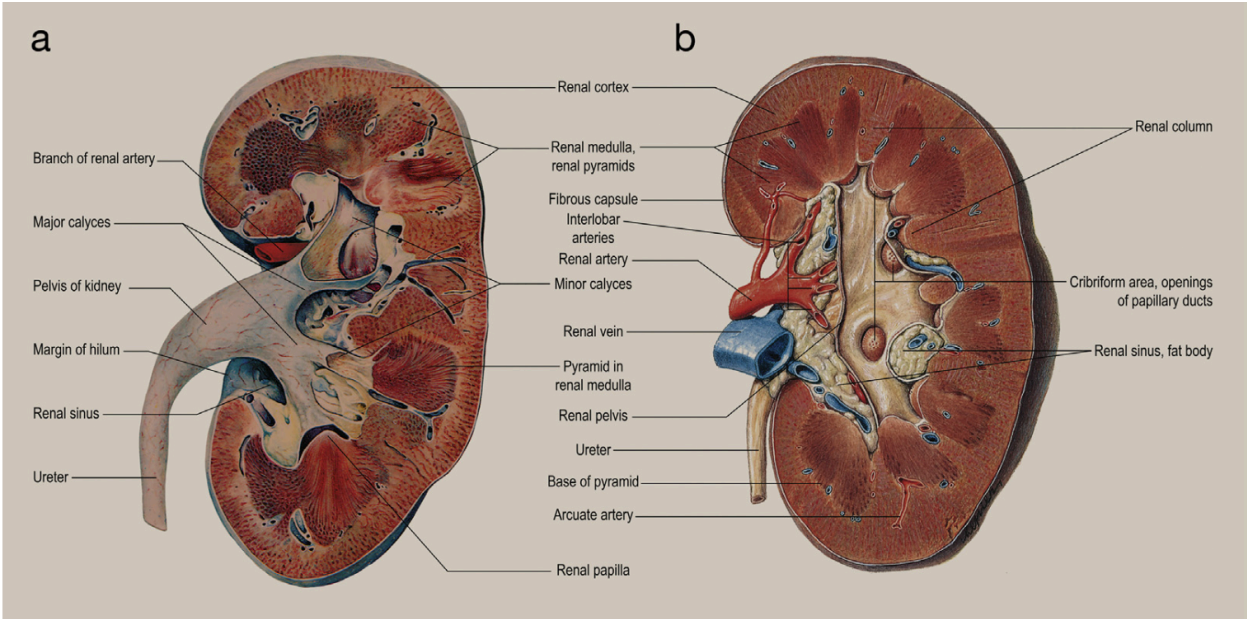 a
b
Branch of renal artery
Major calyces
Pelvis of kidney
Margin of hilum
Renal sinus
Ureter
Renal cortex
Renal medulla,
renal pyramids
Fibrous capsule
Interlobar
arteries
Renal artery
Minor calyces
Renal vein
Pyramid in
renal medulla
Renal pelvis
Ureter
Base of pyramid
Arcuate artery
Renal papilla
Renal column
Cribriform area, openings
of papillary ducts
Renal sinus, fat body